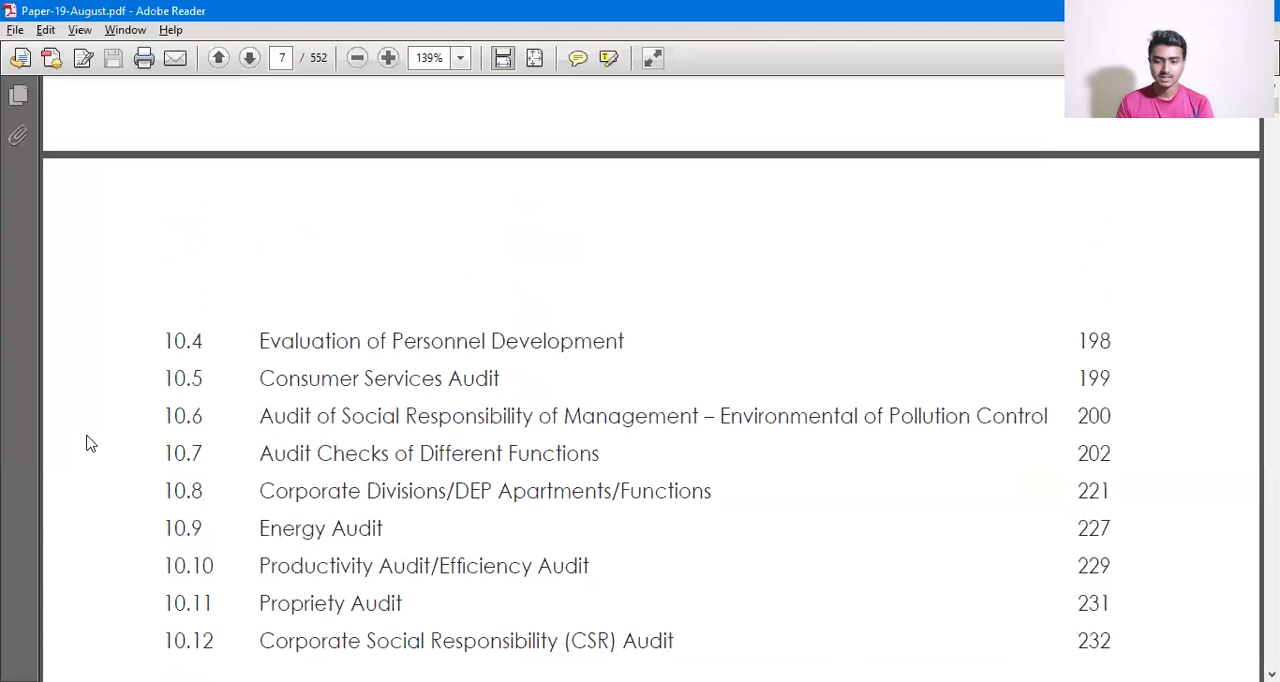 Paper-19-August.pdf - Adobe Reader
File Edit View Window Help
7 / 552 139%
10.4 Evaluation of Personnel Development 198
10.5 Consumer Services Audit 199
10.6 Audit of Social Responsibility of Management – Environmental of Pollution Control 200
10.7 Audit Checks of Different Functions 202
10.8 Corporate Divisions/DEP Apartments/Functions 221
10.9 Energy Audit 227
10.10 Productivity Audit/Efficiency Audit 229
10.11 Propriety Audit 231
10.12 Corporate Social Responsibility (CSR) Audit 232